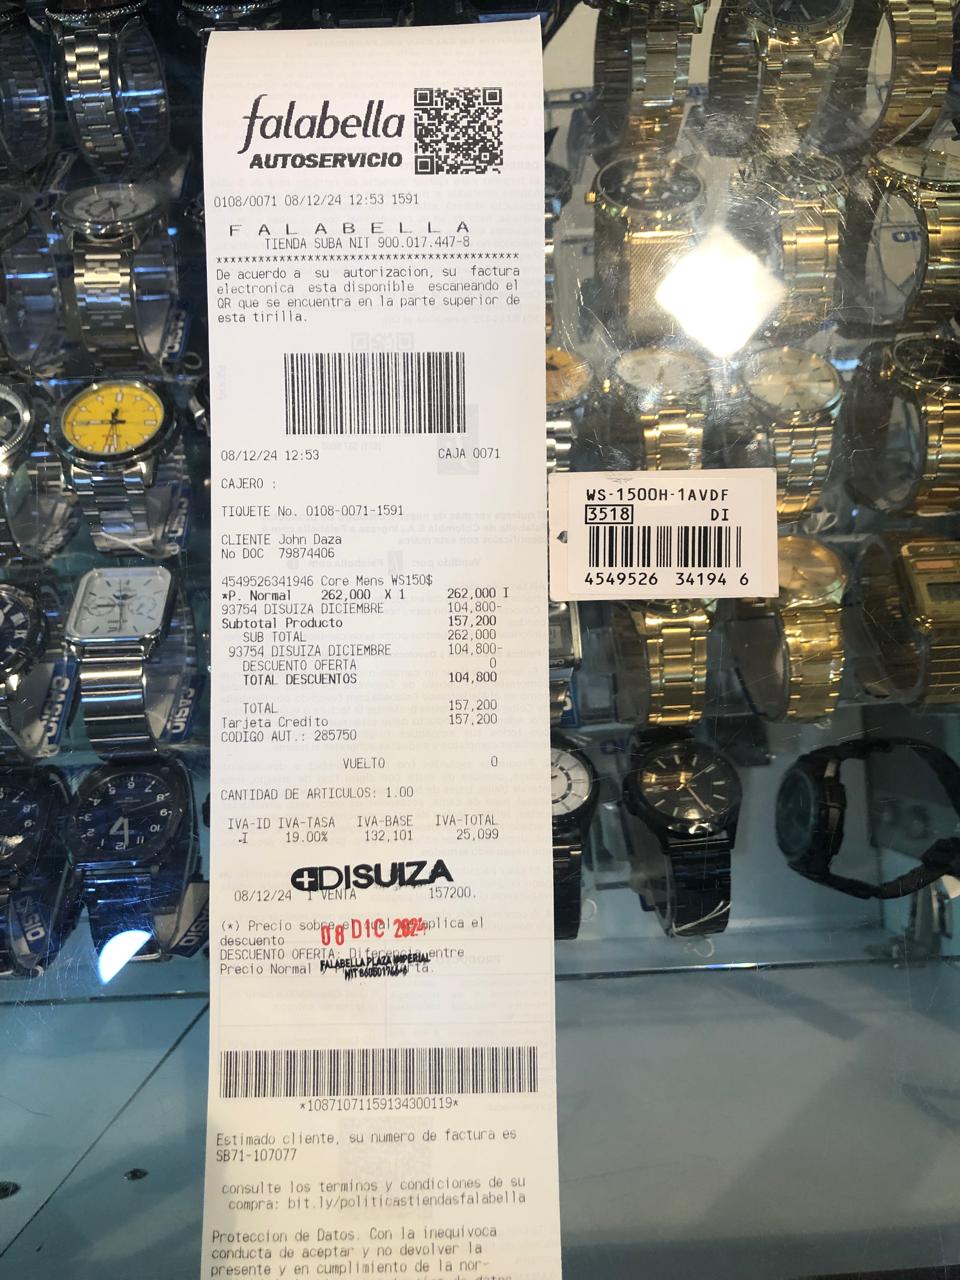 falabella
AUTOSERVICIO
0108/0071 08/12/24 12:53 1591
F A L A B E L L A
TIENDA SUBA NIT 900.017.447-8
****************************************************
De acuerdo a su autorizacion, su factura
electronica esta disponible escaneando el
QR que se encuentra en la parte superior de
esta tirilla.
08/12/24 12:53 CAJA 0071
CAJERO :
TIQUETE No. 0108-0071-1591
CLIENTE John Daza
No DOC 79874406
4549526341946 Core Mens WS150$
*P. Normal 262,000 X 1 262,000 I
93754 DISUIZA DICIEMBRE 104,800-
Subtotal Producto 157,200
SUB TOTAL 262,000
93754 DISUIZA DICIEMBRE 104,800-
DESCUENTO OFERTA 0
TOTAL DESCUENTOS 104,800
TOTAL 157,200
Tarjeta Credito 157,200
CODIGO AUT.: 285750
VUELTO 0
CANTIDAD DE ARTICULOS: 1.00
IVA-ID IVA-TASA IVA-BASE IVA-TOTAL
I 19.00% 132,101 25,099
DISUIZA
08/12/24 1 VENTA 157200.
(*) Precio sobre el cual aplica el
descuento
08 DIC 2024
DESCUENTO OFERTA: Diferencia entre
FALABELLA PLAZA IMPERIAL
Precio Normal
NIT 860501766-6
*10871071159134300119*
Estimado cliente, su numero de factura es
SB71-107077
consulte los terminos y condiciones de su
compra: bit.ly/politicastiendasfalabella
Proteccion de Datos. Con la inequivoca
conducta de aceptar y no devolver la
presente y en cumplimiento de la nor-
WS-1500H-1AVDF
3518 DI
4549526 34194 6
CASIO